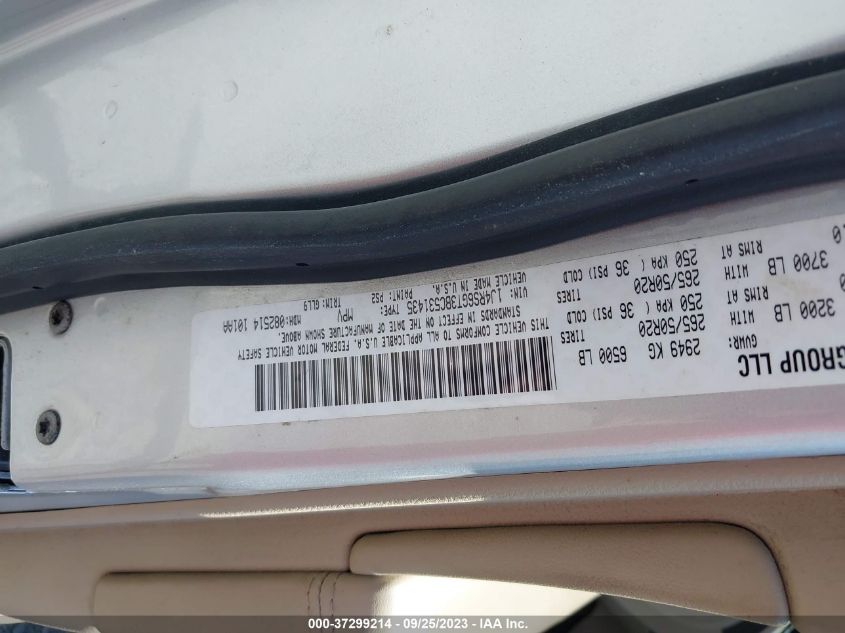 GROUP LLC
GVWR: 2949 KG 6500 LB
3200 LB WITH 265/50R20 TIRES
RIMS AT 250 KPA ( 36 PSI) COLD
3700 LB WITH 265/50R20 TIRES
RIMS AT 250 KPA ( 36 PSI) COLD
THIS VEHICLE CONFORMS TO ALL APPLICABLE U.S.A. FEDERAL MOTOR VEHICLE SAFETY
STANDARDS IN EFFECT ON THE DATE OF MANUFACTURE SHOWN ABOVE.
VIN: 1J4RS6GT3BC531435 TYPE: MPV MDH:082514 101AA
VEHICLE MADE IN U.S.A. PAINT: PS2 TRIM: GLL9
000-37299214 - 09/25/2023 - IAA Inc.